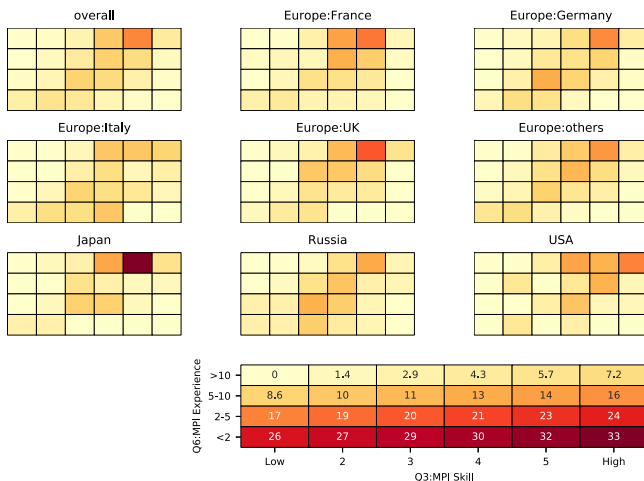 overall Europe:France Europe:Germany
Europe:Italy Europe:UK Europe:others
Japan Russia USA
Q6:MPI Experience
>10 0 1.4 2.9 4.3 5.7 7.2
5-10 8.6 10 11 13 14 16
2-5 17 19 20 21 23 24
<2 26 27 29 30 32 33
Low 2 3 4 5 High
Q3:MPI Skill